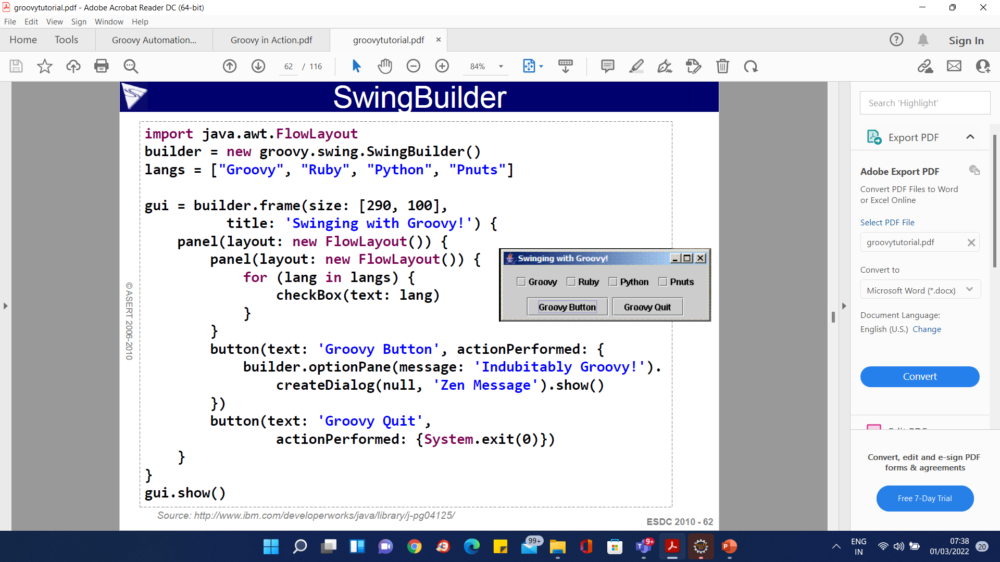 groovytutorial.pdf - Adobe Acrobat Reader DC (64-bit)
File Edit View Sign Window Help
Home Tools Groovy Automation... Groovy in Action.pdf groovytutorial.pdf × Sign In
62 / 116 84%
SwingBuilder
import java.awt.FlowLayout
builder = new groovy.swing.SwingBuilder()
langs = ["Groovy", "Ruby", "Python", "Pnuts"]
gui = builder.frame(size: [290, 100],
title: 'Swinging with Groovy!') {
panel(layout: new FlowLayout()) {
panel(layout: new FlowLayout()) {
for (lang in langs) {
checkBox(text: lang)
}
}
button(text: 'Groovy Button', actionPerformed: {
builder.optionPane(message: 'Indubitably Groovy!').
createDialog(null, 'Zen Message').show()
})
button(text: 'Groovy Quit',
actionPerformed: {System.exit(0)})
}
}
gui.show()
Swinging with Groovy!
Groovy Ruby Python Pnuts
Groovy Button Groovy Quit
© ASERT 2006-2010
Source: http://www.ibm.com/developerworks/java/library/j-pg04125/
ESDC 2010 - 62
Search 'Highlight'
Export PDF
Adobe Export PDF
Convert PDF Files to Word
or Excel Online
Select PDF File
groovytutorial.pdf
Convert to
Microsoft Word (*.docx)
Document Language:
English (U.S.) Change
Convert
Edit PDF
Convert, edit and e-sign PDF
forms & agreements
Free 7-Day Trial
99+
9+
ENG
IN
07:38
01/03/2022
20